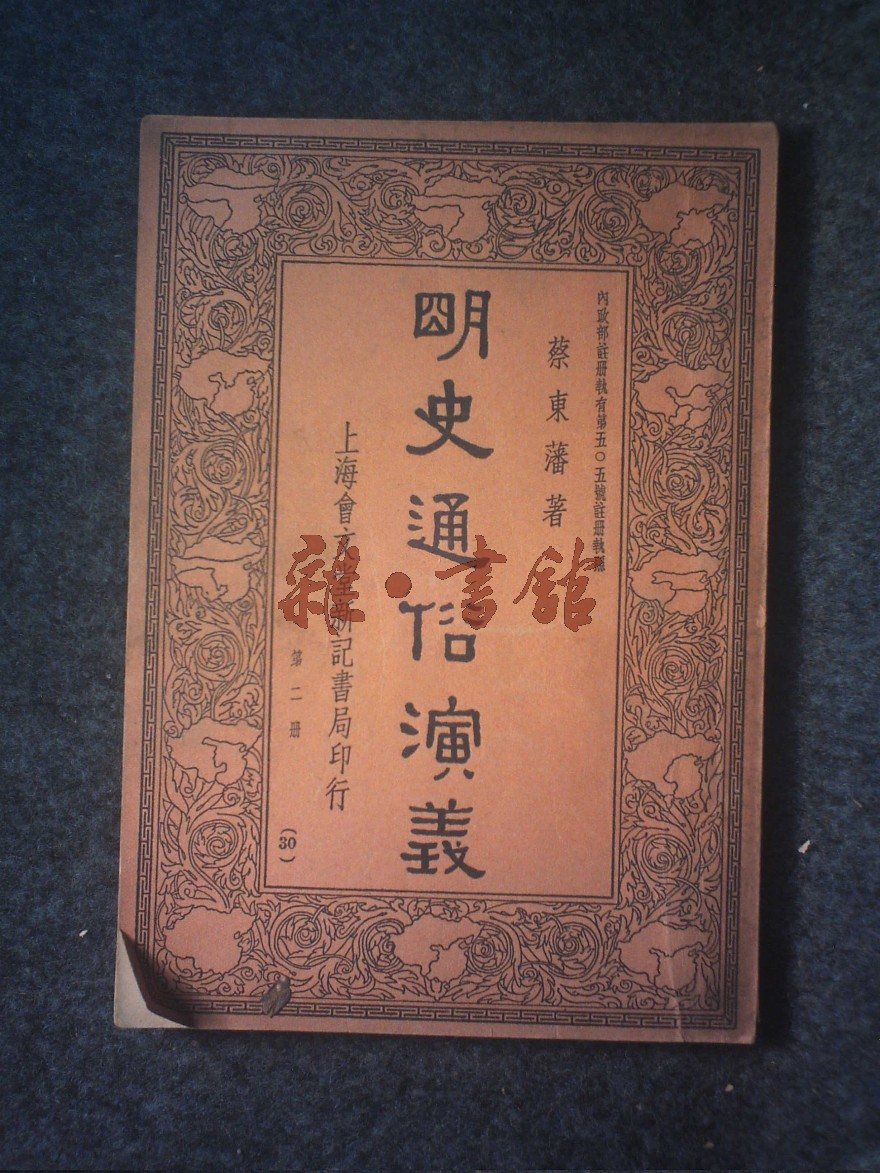 內政部註册執有第五〇五號註册執照
蔡東藩著
明史通俗演義
上海會文堂新記書局印行
第二册
(30)
雜·書館